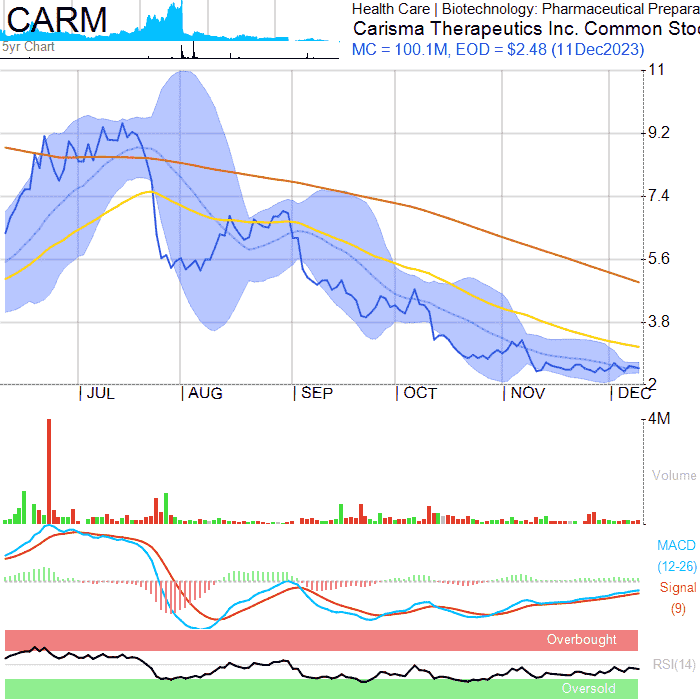 CARM
5yr Chart
Health Care | Biotechnology: Pharmaceutical Prepara
Carisma Therapeutics Inc. Common Stoc
MC = 100.1M, EOD = $2.48 (11Dec2023)
11
9.2
7.4
5.6
3.8
2
JUL
AUG
SEP
OCT
NOV
DEC
4M
Volume
MACD
(12-26)
Signal
(9)
Overbought
RSI(14)
Oversold